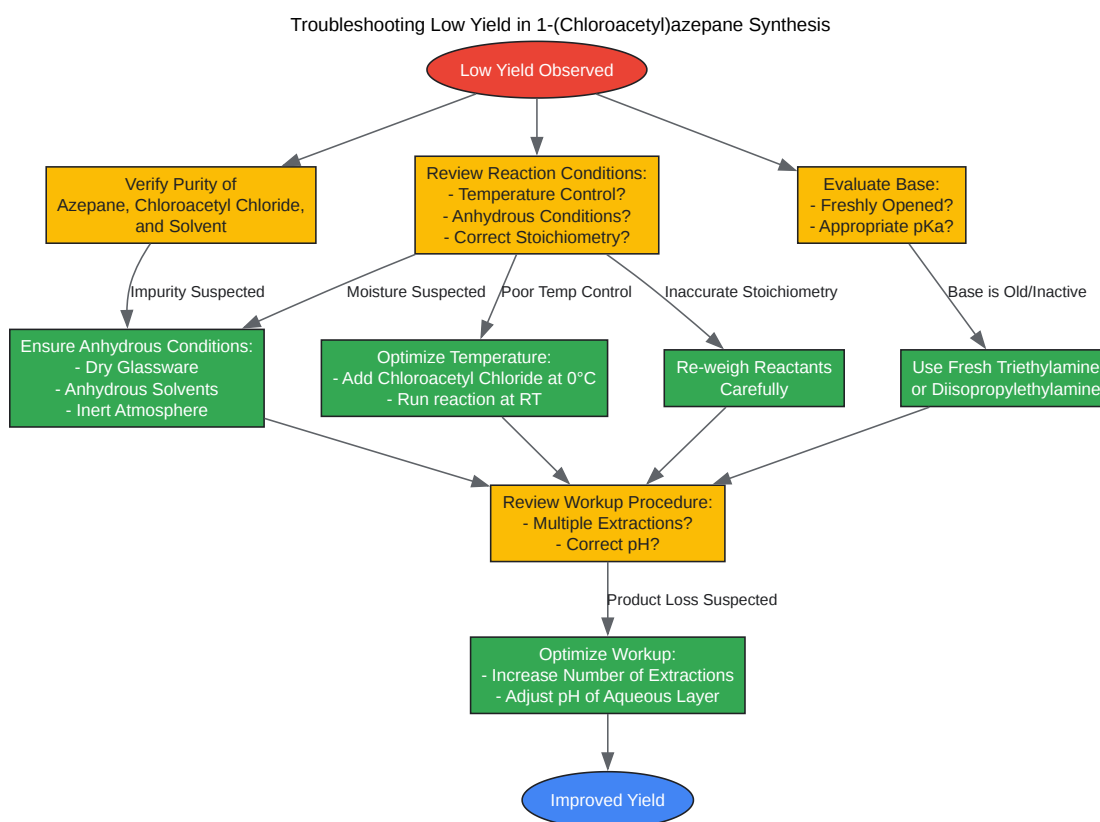 Troubleshooting Low Yield in 1-(Chloroacetyl)azepane Synthesis
Low Yield Observed
Verify Purity of
Azepane, Chloroacetyl Chloride,
and Solvent
Review Reaction Conditions:
- Temperature Control?
- Anhydrous Conditions?
- Correct Stoichiometry?
Evaluate Base:
- Freshly Opened?
- Appropriate pKa?
Impurity Suspected
Moisture Suspected
Poor Temp Control
Inaccurate Stoichiometry
Base is Old/Inactive
Ensure Anhydrous Conditions:
- Dry Glassware
- Anhydrous Solvents
- Inert Atmosphere
Optimize Temperature:
- Add Chloroacetyl Chloride at 0°C
- Run reaction at RT
Re-weigh Reactants
Carefully
Use Fresh Triethylamine
or Diisopropylethylamine
Review Workup Procedure:
- Multiple Extractions?
- Correct pH?
Product Loss Suspected
Optimize Workup:
- Increase Number of Extractions
- Adjust pH of Aqueous Layer
Improved Yield